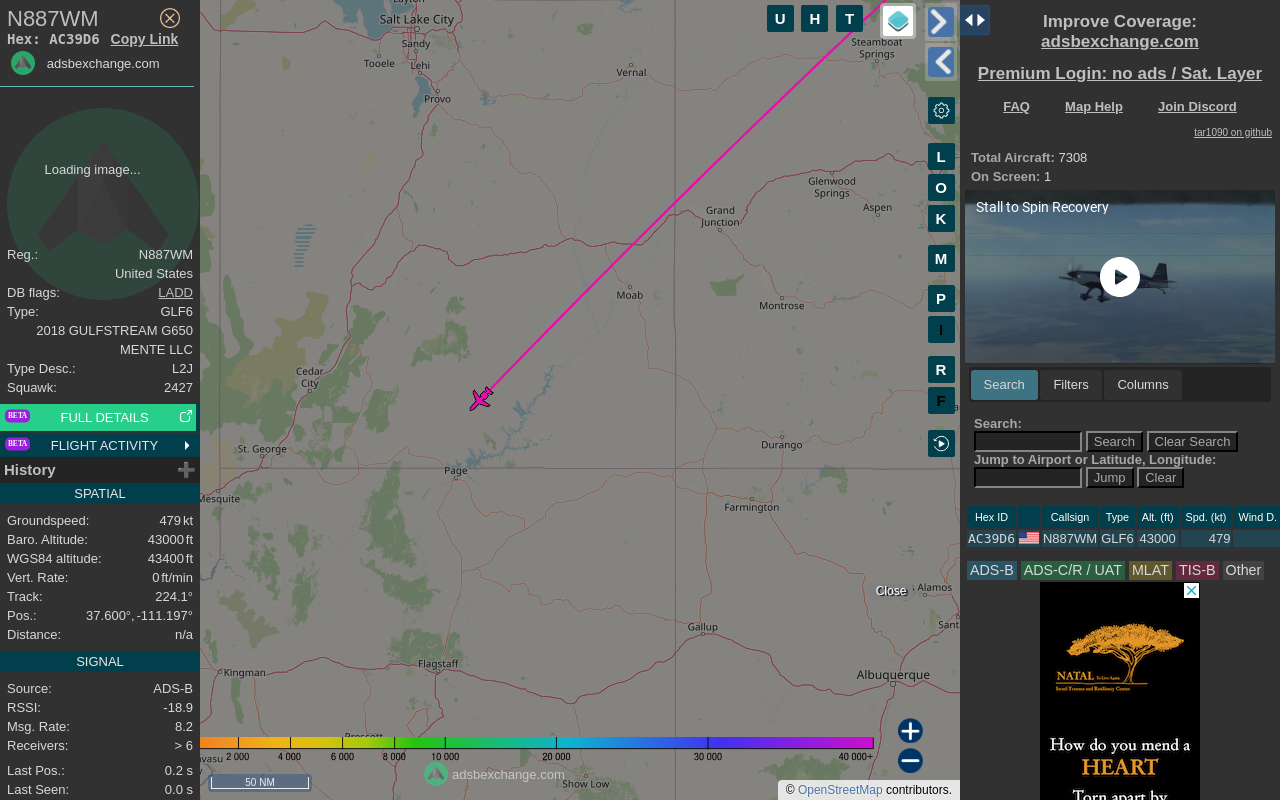 N887WM
Hex: AC39D6 Copy Link
adsbexchange.com
Loading image...
Reg.: N887WM
United States
DB flags: LADD
Type: GLF6
2018 GULFSTREAM G650
MENTE LLC
Type Desc.: L2J
Squawk: 2427
BETA FULL DETAILS
BETA FLIGHT ACTIVITY
History
SPATIAL
Groundspeed: 479 kt
Baro. Altitude: 43000 ft
WGS84 altitude: 43400 ft
Vert. Rate: 0 ft/min
Track: 224.1°
Pos.: 37.600°, -111.197°
Distance: n/a
SIGNAL
Source: ADS-B
RSSI: -18.9
Msg. Rate: 8.2
Receivers: > 6
Last Pos.: 0.2 s
Last Seen: 0.0 s
Layton
Salt Lake City
Sandy
Tooele
Lehi
Provo
Vernal
Steamboat
Springs
Glenwood
Springs
Aspen
Grand
Junction
Moab
Montrose
Cedar
City
St. George
Page
Durango
Mesquite
Farmington
Close
s Alamos
Gallup
Sant
Flagstaff
Kingman
Albuquerque
Prescott
vasu
y
Show Low
U
H
T
L
O
K
M
P
I
R
F
2 000
4 000
6 000
8 000
10 000
20 000
30 000
40 000+
adsbexchange.com
50 NM
© OpenStreetMap contributors.
Improve Coverage:
adsbexchange.com
Premium Login: no ads / Sat. Layer
FAQ Map Help Join Discord
tar1090 on github
Total Aircraft: 7308
On Screen: 1
Stall to Spin Recovery
Search Filters Columns
Search:
Search Clear Search
Jump to Airport or Latitude, Longitude:
Jump Clear
Hex ID Callsign Type Alt. (ft) Spd. (kt) Wind D.
AC39D6 N887WM GLF6 43000 479
ADS-B ADS-C/R / UAT MLAT TIS-B Other
NATAL To Live Again
Israel Trauma and Resiliency Center
How do you mend a
HEART
Torn apart by